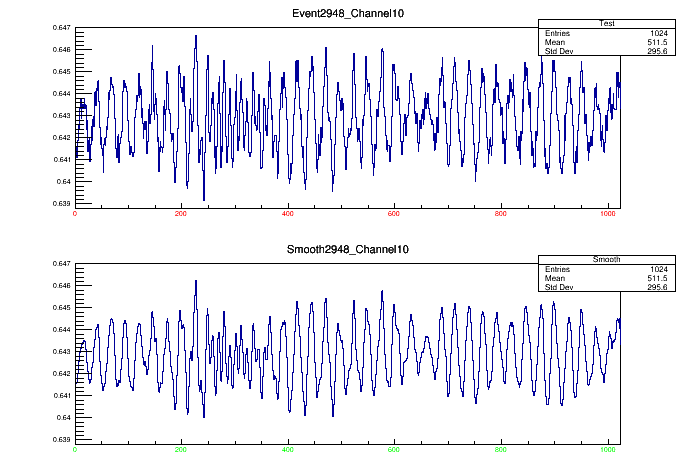 Event2948_Channel10
Test
Entries 1024
Mean 511.5
Std Dev 295.6
0.647
0.646
0.645
0.644
0.643
0.642
0.641
0.64
0.639
0 200 400 600 800 1000
Smooth2948_Channel10
Smooth
Entries 1024
Mean 511.5
Std Dev 295.6
0.647
0.646
0.645
0.644
0.643
0.642
0.641
0.64
0.639
0 200 400 600 800 1000